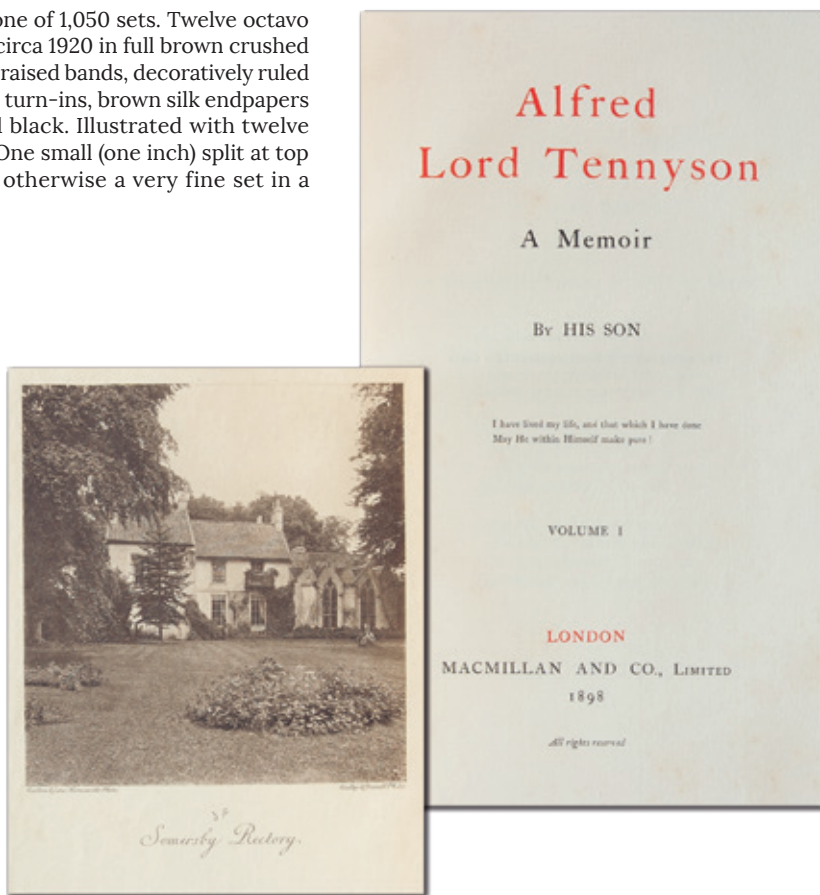 one of 1,050 sets. Twelve octavo
circa 1920 in full brown crushed
raised bands, decoratively ruled
turn-ins, brown silk endpapers
black. Illustrated with twelve
One small (one inch) split at top
otherwise a very fine set in a
Alfred
Lord Tennyson
A Memoir
By HIS SON
I have lived my life, and that which I have done
May He within Himself make pure!
VOLUME I
LONDON
MACMILLAN AND CO., LIMITED
1898
All rights reserved
Somersby Rectory.